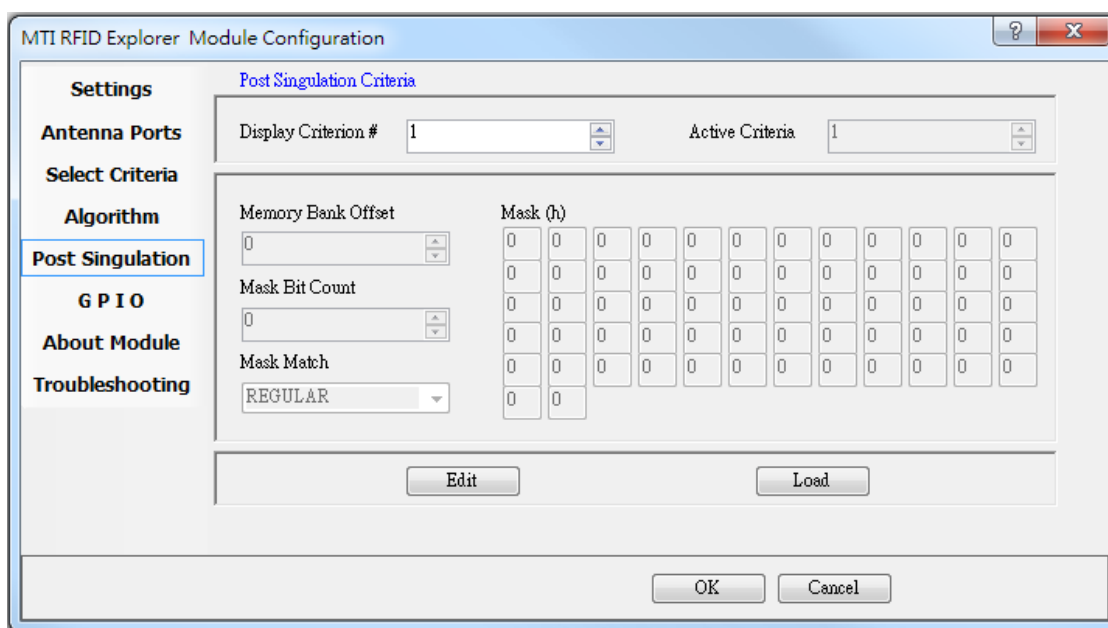 MTI RFID Explorer  Module Configuration
Settings
Antenna Ports
Select Criteria
Algorithm
Post Singulation
G P I O
About Module
Troubleshooting
Post Singulation Criteria
Display Criterion # 1 Active Criteria 1
Memory Bank Offset
0
Mask Bit Count
0
Mask Match
REGULAR
Mask (h)
0 0 0 0 0 0 0 0 0 0 0 0
0 0 0 0 0 0 0 0 0 0 0 0
0 0 0 0 0 0 0 0 0 0 0 0
0 0 0 0 0 0 0 0 0 0 0 0
0 0 0 0 0 0 0 0 0 0 0 0
0 0
Edit Load
OK Cancel